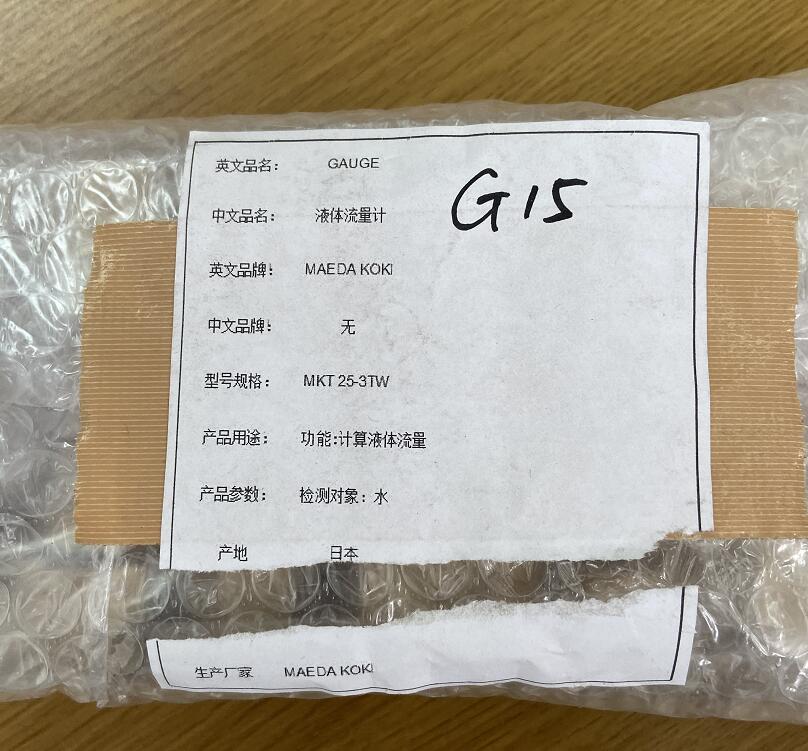 英文品名： GAUGE
G15
中文品名： 液体流量计
英文品牌： MAEDA KOKI
中文品牌： 无
型号规格： MKT 25-3TW
产品用途： 功能:计算液体流量
产品参数： 检测对象：水
产地 日本
生产厂家 MAEDA KOKI